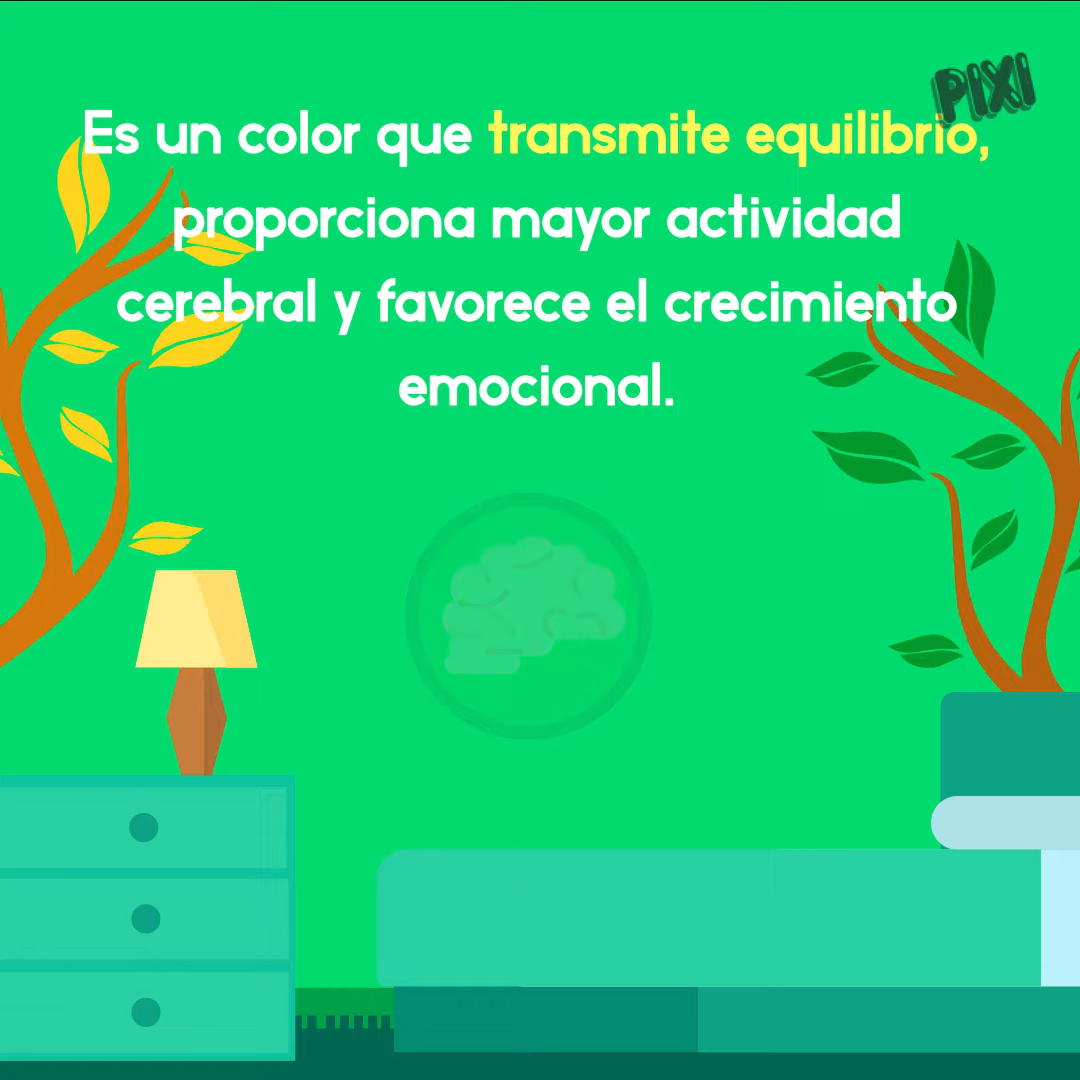 PIXI
Es un color que transmite equilibrio,
proporciona mayor actividad
cerebral y favorece el crecimiento
emocional.